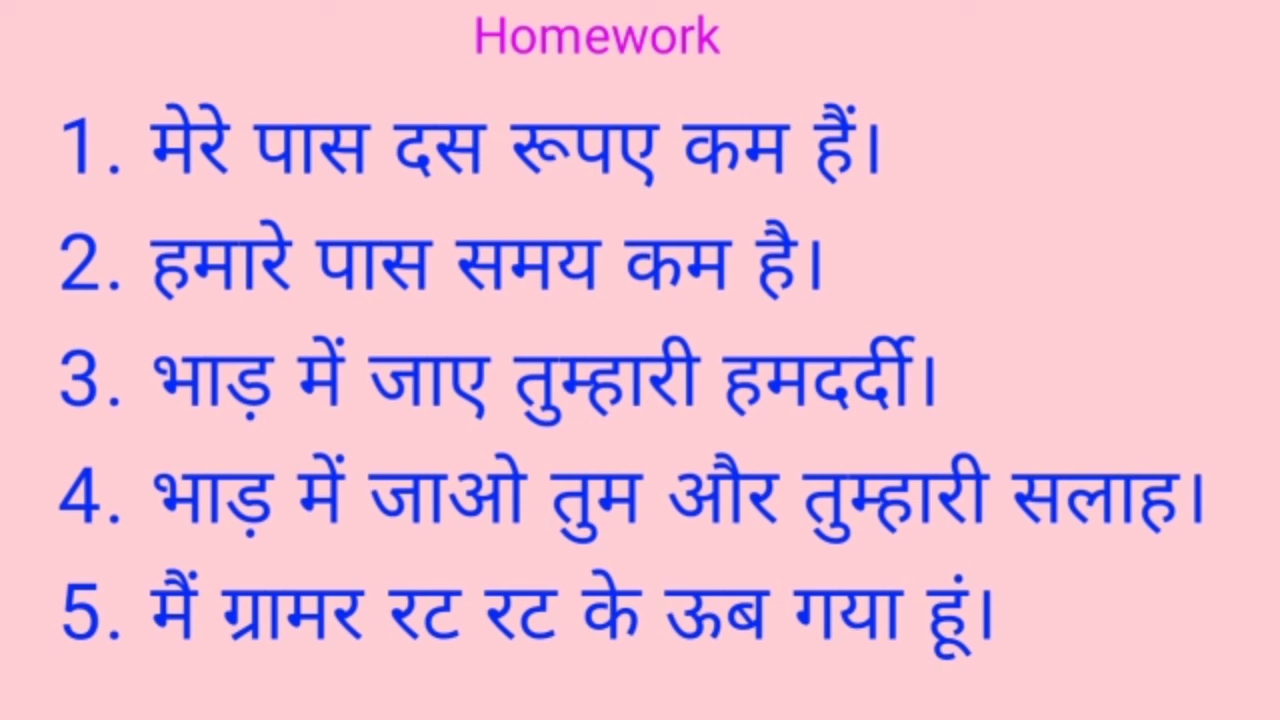 Homework
1. मेरे पास दस रूपए कम हैं।
2. हमारे पास समय कम है।
3. भाड़ में जाए तुम्हारी हमदर्दी।
4. भाड़ में जाओ तुम और तुम्हारी सलाह।
5. मैं ग्रामर रट रट के ऊब गया हूं।